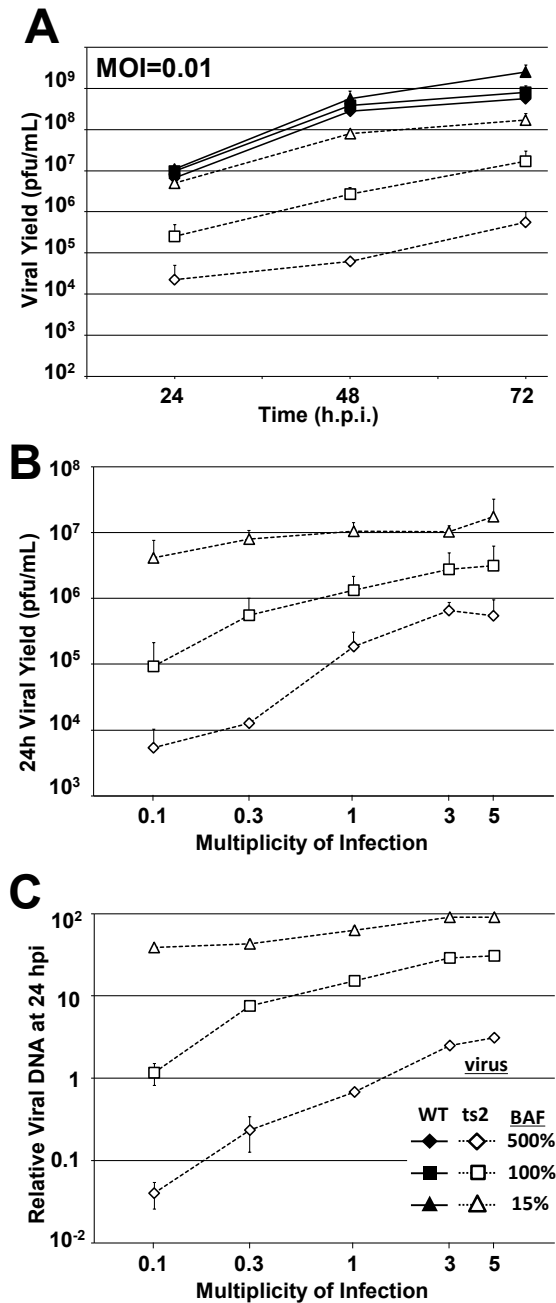 A
MOI=0.01
Viral Yield (pfu/mL)
10⁹
10⁸
10⁷
10⁶
10⁵
10⁴
10³
10²
24 48 72
Time (h.p.i.)
B
24h Viral Yield (pfu/mL)
10⁸
10⁷
10⁶
10⁵
10⁴
10³
0.1 0.3 1 3 5
Multiplicity of Infection
C
Relative Viral DNA at 24 hpi
10²
10
1
0.1
10⁻²
virus
WT ts2 BAF
500%
100%
15%
0.1 0.3 1 3 5
Multiplicity of Infection